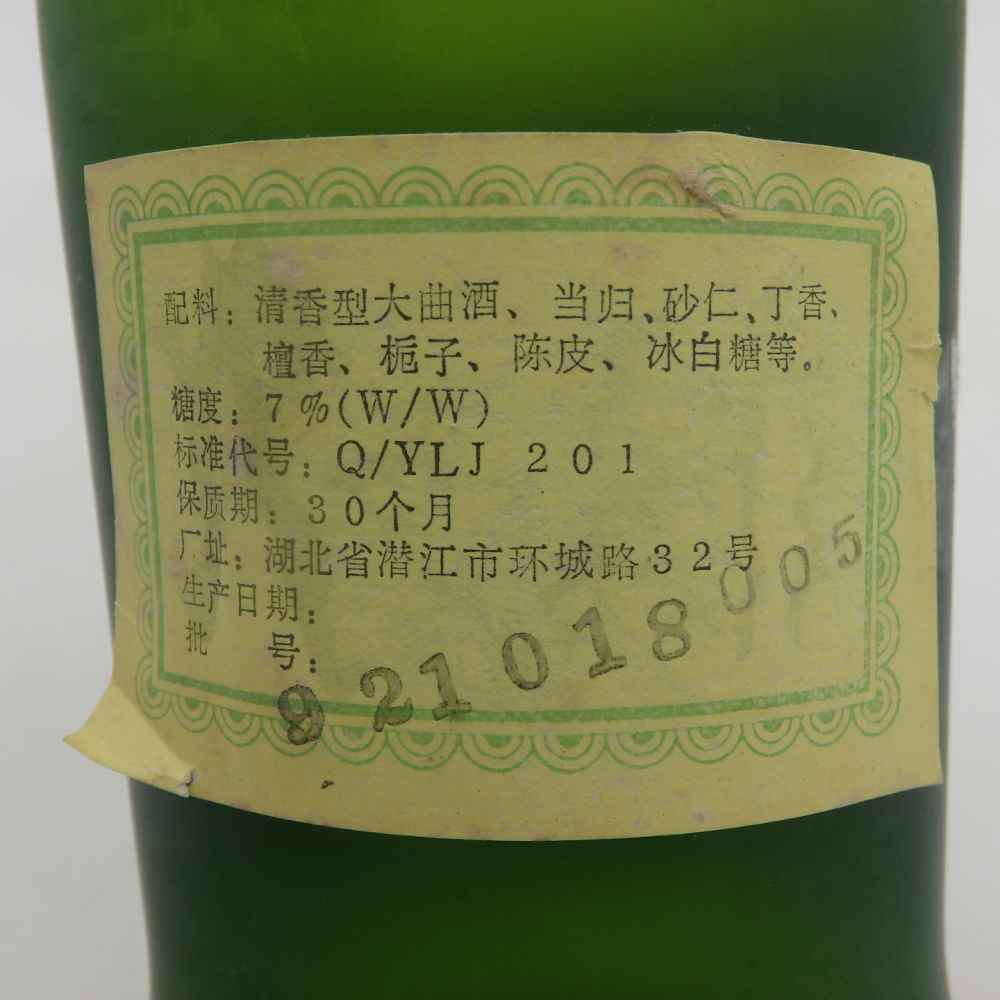 配料：清香型大曲酒、当归、砂仁、丁香、
檀香、栀子、陈皮、冰白糖等。
糖度：7%(W/W)
标准代号：Q/YLJ 201
保质期：30个月
厂址：湖北省潜江市环城路32号
生产日期：
批 号：
921018005